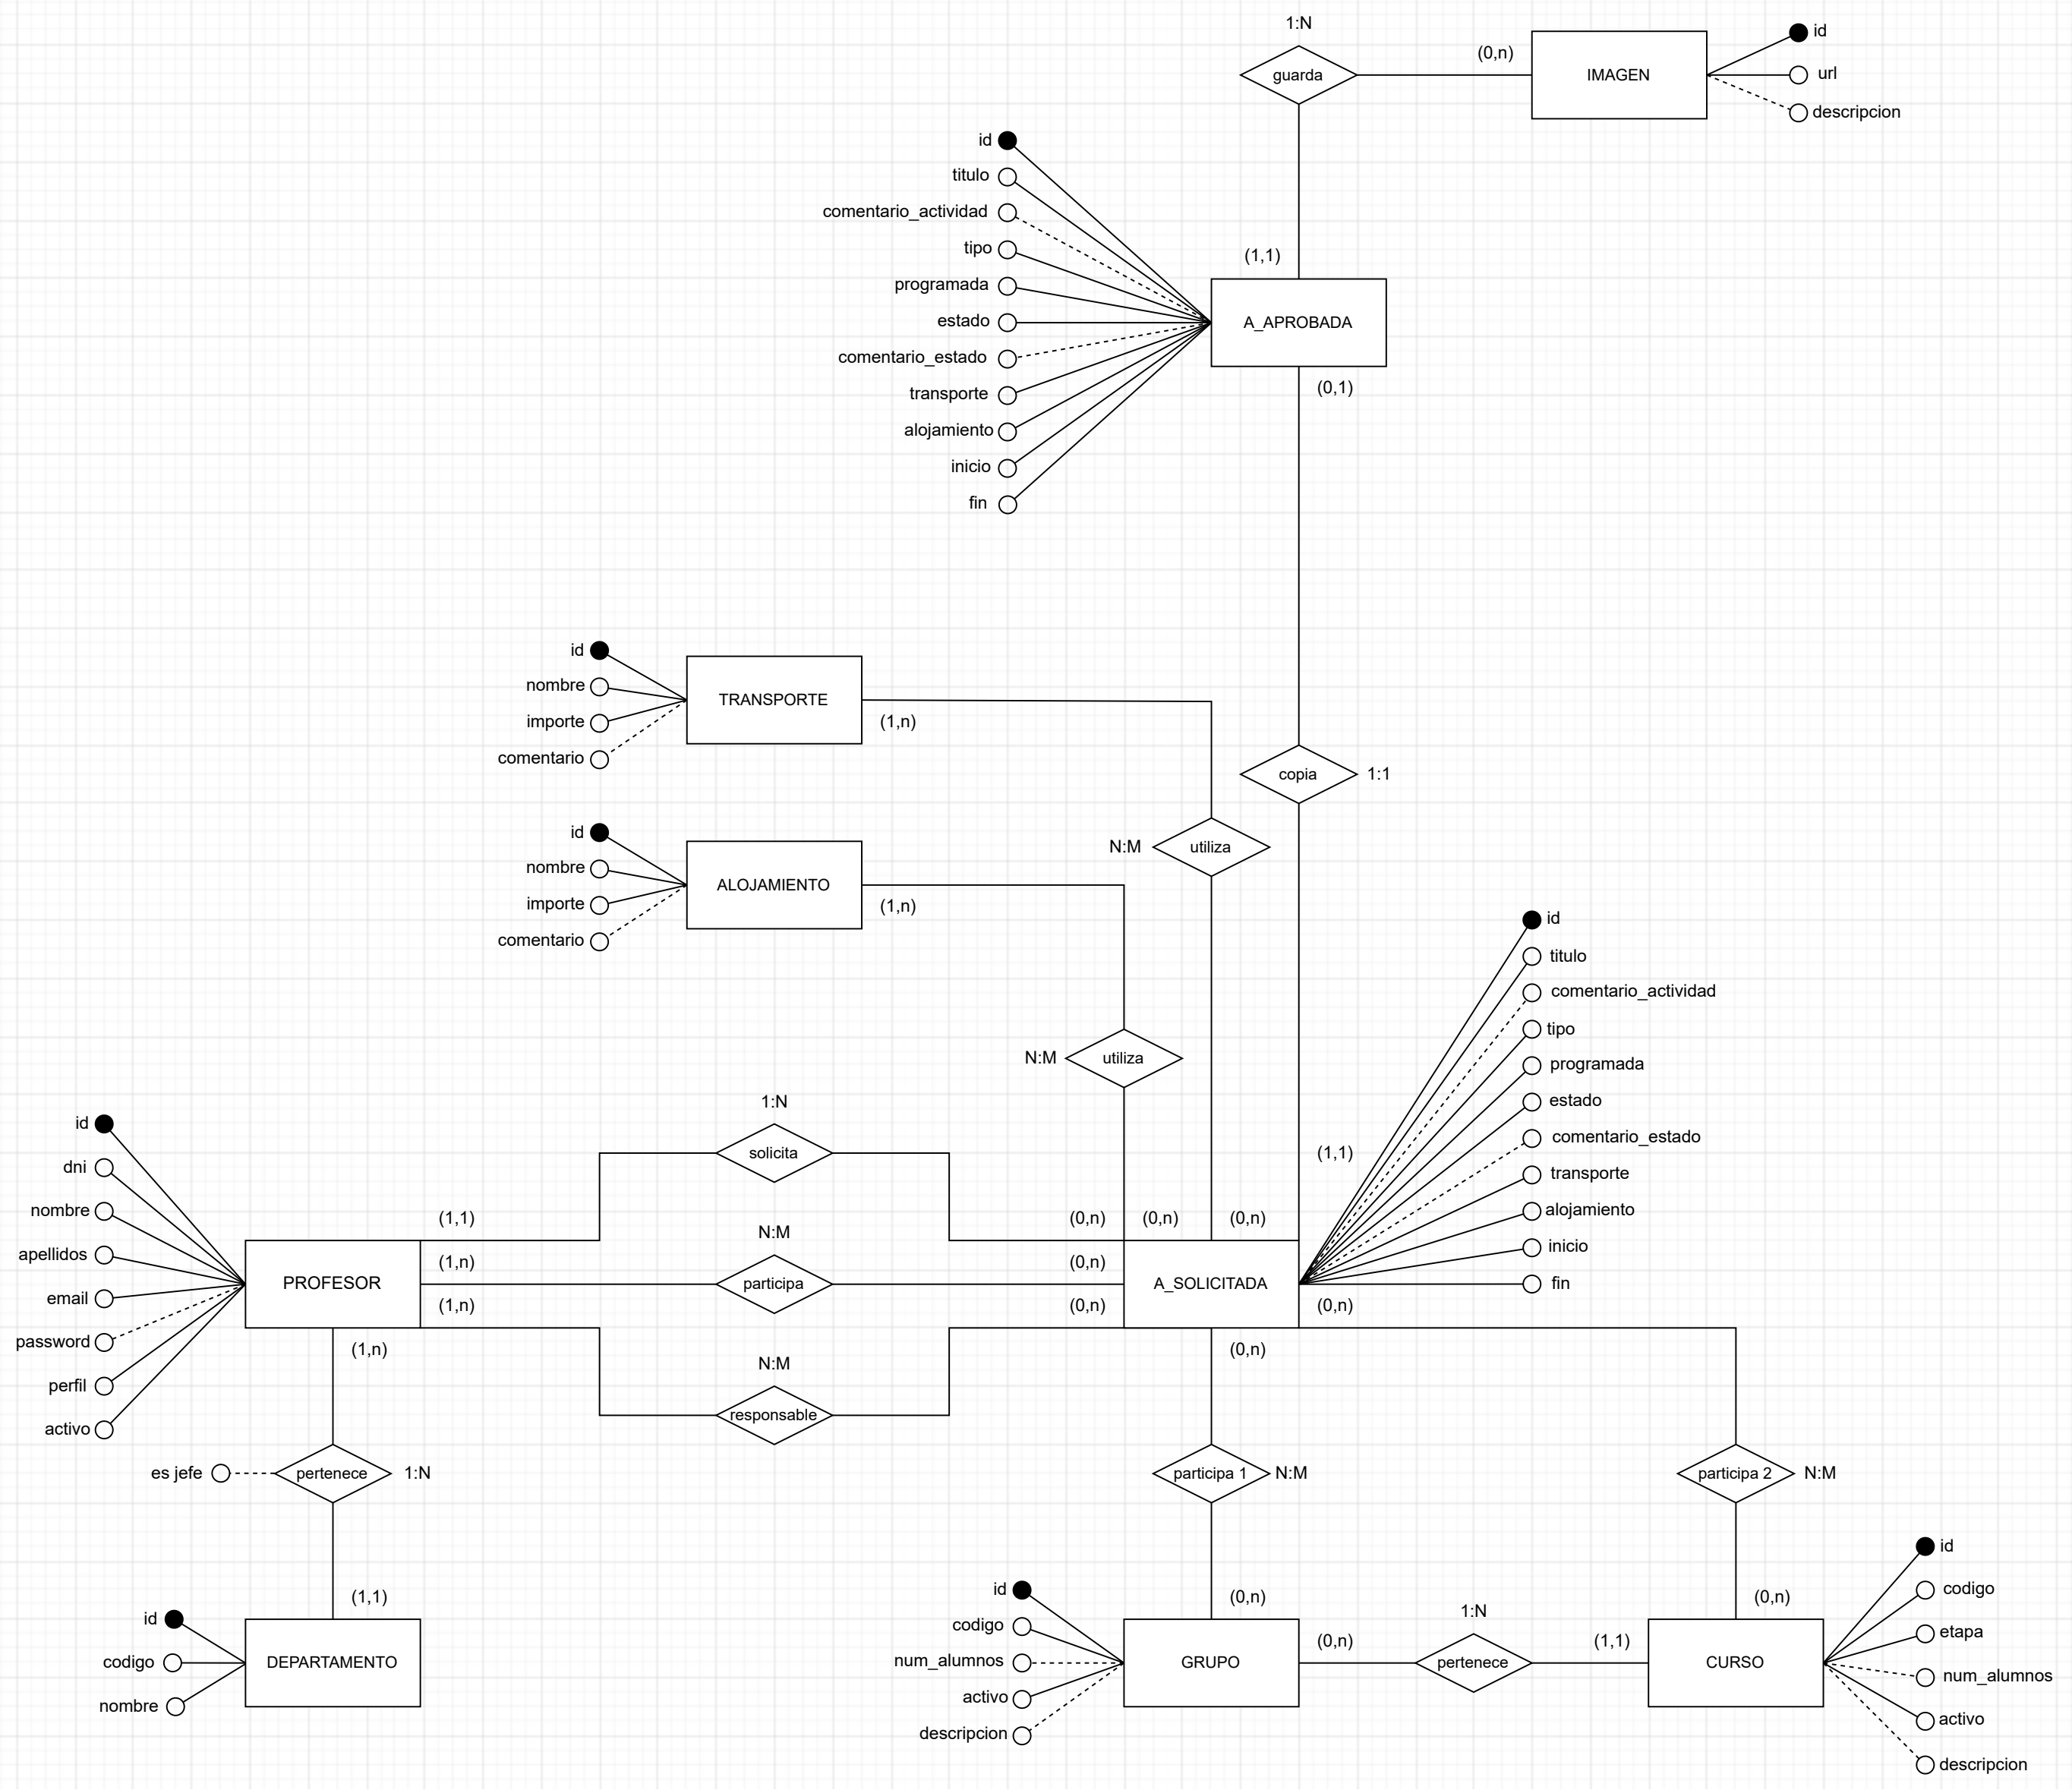 1:N
guarda
(0,n)
IMAGEN
id
url
descripcion
id
titulo
comentario_actividad
tipo
programada
estado
comentario_estado
transporte
alojamiento
inicio
fin
(1,1)
A_APROBADA
(0,1)
id
nombre
importe
comentario
TRANSPORTE
(1,n)
copia
1:1
id
nombre
importe
comentario
ALOJAMIENTO
(1,n)
N:M
utiliza
N:M
utiliza
id
titulo
comentario_actividad
tipo
programada
estado
comentario_estado
transporte
alojamiento
inicio
fin
1:N
solicita
(1,1)
(1,1)
(0,n)
(0,n)
(0,n)
id
dni
nombre
apellidos
email
password
perfil
activo
PROFESOR
(1,n)
N:M
participa
(0,n)
A_SOLICITADA
(1,n)
(0,n)
(0,n)
(1,n)
N:M
responsable
(0,n)
es jefe
pertenece
1:N
participa 1
N:M
participa 2
N:M
(1,1)
(0,n)
(0,n)
id
codigo
nombre
DEPARTAMENTO
id
codigo
num_alumnos
activo
descripcion
GRUPO
(0,n)
1:N
pertenece
(1,1)
CURSO
id
codigo
etapa
num_alumnos
activo
descripcion